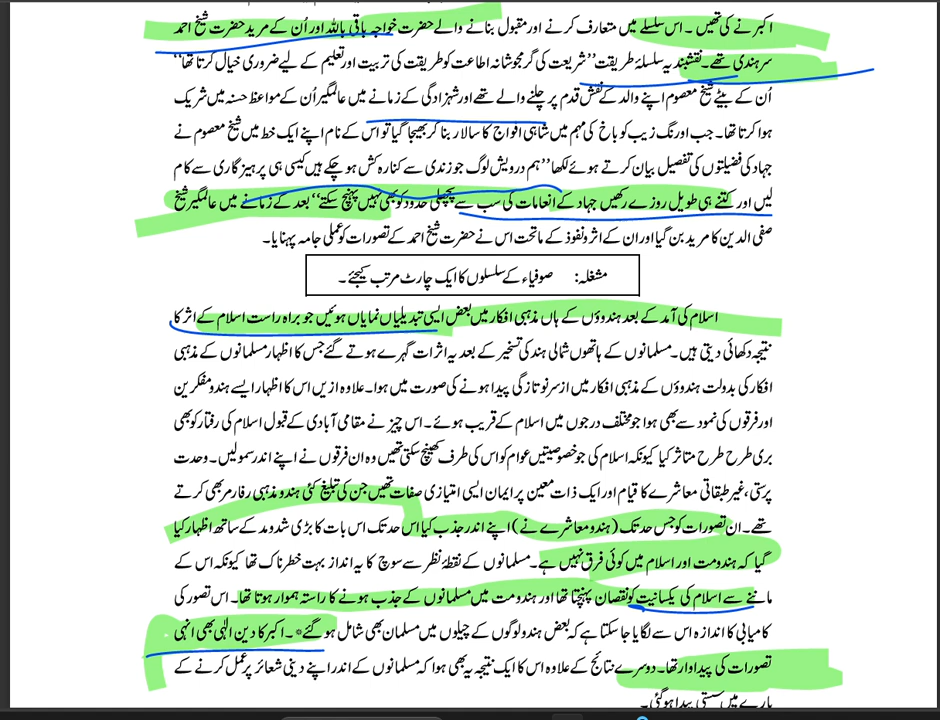 اکبر نے کی تھیں۔ اس سلسلے میں متعارف کرنے اور مقبول بنانے والے حضرت خواجہ باقی باللہ اور اُن کے مرید حضرت شیخ احمد
سرہندی تھے۔ نقشبندیہ سلسلۂ طریقت ’’شریعت کی گرمجوشانہ اطاعت کو طریقت کی تربیت اور تعلیم کے لیے ضروری خیال کرتا تھا‘‘
اُن کے بیٹے شیخ معصوم اپنے والد کے نقش قدم پر چلنے والے تھے اور شہزادگی کے زمانے میں عالمگیر اُن کے مواعظ حسنہ میں شریک
ہوا کرتا تھا۔ جب اورنگ زیب کو بلخ کی مہم میں شاہی افواج کا سالار بنا کر بھیجا گیا تو اس کے نام اپنے ایک خط میں شیخ معصوم نے
جہاد کی فضیلتوں کی تفصیل بیان کرتے ہوئے لکھا ’’ہم درویش لوگ جو زندی سے کنارہ کش ہو چکے ہیں کیسی ہی پرہیز گاری سے کام
لیں اور کتنے ہی طویل روزے رکھیں جہاد کے انعامات کی سب سے پچھلی حدود کو بھی نہیں پہنچ سکتے‘‘ بعد کے زمانے میں عالمگیر شیخ
صفی الدین کا مرید بن گیا اور ان کے اثر و نفوذ کے ماتحت اس نے حضرت شیخ احمد کے تصورات کو عملی جامہ پہنایا۔
مشغلہ: صوفیاء کے سلسلوں کا ایک چارٹ مرتب کیجئے۔
اسلام کی آمد کے بعد ہندوؤں کے ہاں مذہبی افکار میں بعض ایسی تبدیلیاں نمایاں ہوئیں جو براہ راست اسلام کے اثر کا
نتیجہ دکھائی دیتی ہیں۔ مسلمانوں کے ہاتھوں شمالی ہند کی تسخیر کے بعد یہ اثرات گہرے ہوتے گئے جس کا اظہار مسلمانوں کے مذہبی
افکار کی بدولت ہندوؤں کے مذہبی افکار میں از سر نو تازگی پیدا ہونے کی صورت میں ہوا۔ علاوہ ازیں اس کا اظہار ایسے ہندو مفکرین
اور فرقوں کی نمود سے بھی ہوا جو مختلف درجوں میں اسلام کے قریب ہوئے۔ اس چیز نے مقامی آبادی کے قبول اسلام کی رفتار کو بھی
بری طرح طرح متاثر کیا کیونکہ اسلام کی جو خصوصیتیں عوام کو اس کی طرف کھینچ سکتی تھیں وہ ان فرقوں نے اپنے اندر سمو لیں۔ وحدت
پرستی، غیر طبقاتی معاشرے کا قیام اور ایک ذات معین پر ایمان ایسی امتیازی صفات تھیں جن کی تبلیغ کئی ہندو مذہبی رفارمر بھی کرتے
تھے۔ ان تصورات کو جس حد تک (ہندو معاشرے نے) اپنے اندر جذب کیا اس حد تک اس بات کا بڑی شد و مد کے ساتھ اظہار کیا
گیا کہ ہندو مت اور اسلام میں کوئی فرق نہیں ہے۔ مسلمانوں کے نقطۂ نظر سے سوچ کا یہ انداز بہت خطرناک تھا کیونکہ اس کے
ماننے سے اسلام کی یکسانیت کو نقصان پہنچتا تھا اور ہندو مت میں مسلمانوں کے جذب ہونے کا راستہ ہموار ہوتا تھا۔ اس تصور کی
کامیابی کا اندازہ اس سے لگایا جا سکتا ہے کہ بعض ہندو لوگوں کے چیلوں میں مسلمان بھی شامل ہو گئے*۔ اکبر کا دین الٰہی بھی انہی
تصورات کی پیداوار تھا۔ دوسرے نتائج کے علاوہ اس کا ایک نتیجہ یہ بھی ہوا کہ مسلمانوں کے اندر اپنے دینی شعائر پر عمل کرنے کے
بارے میں سستی پیدا ہو گئی۔